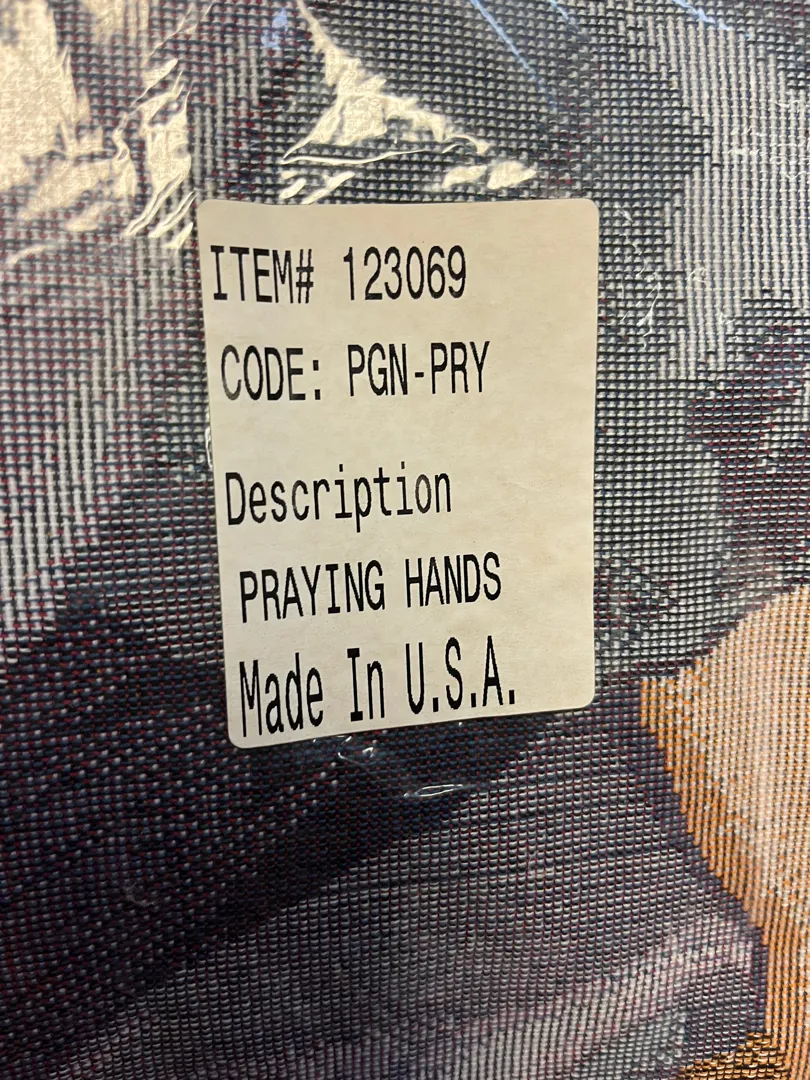 ITEM# 123069
CODE: PGN-PRY
Description
PRAYING HANDS
Made In U.S.A.